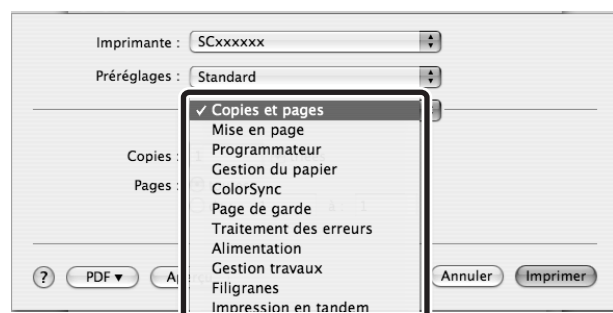 Imprimante : SCxxxxxx
Préréglages : Standard
✓ Copies et pages
Mise en page
Programmateur
Copies :
Gestion du papier
Pages :
ColorSync
Page de garde
Traitement des erreurs
Alimentation
Gestion travaux
? PDF ▼ Annuler Imprimer
Filigranes
Impression en tandem